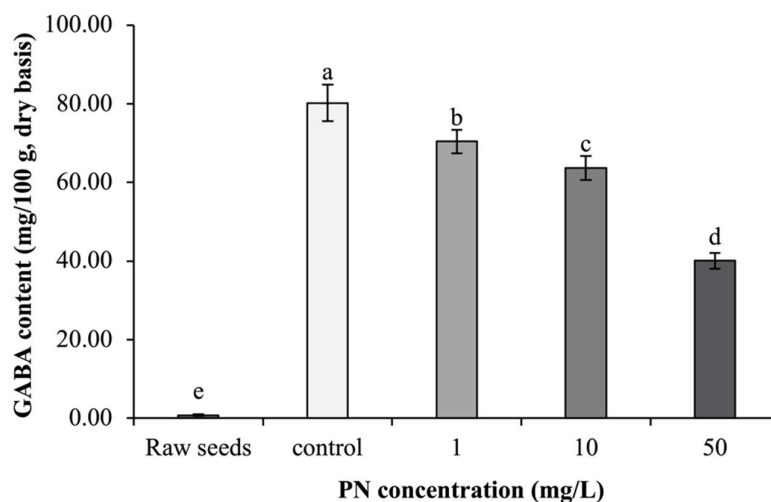 GABA content (mg/100 g, dry basis)
100.00
80.00
60.00
40.00
20.00
0.00
e
a
b
c
d
Raw seeds control 1 10 50
PN concentration (mg/L)